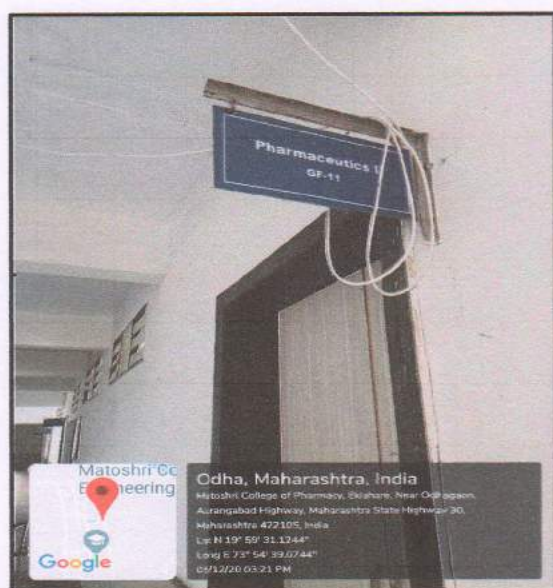 Pharmaceutics
GF-11
Matoshri Co
Engineering
Google
Odha, Maharashtra, India
Matoshri College of Pharmacy, Eklahare, Near Odhagaon,
Aurangabad Highway, Maharashtra State Highway 30,
Maharashtra 422105, India
Lat N 19° 59' 31.1244"
Long E 73° 54' 39.0744"
/12/20 03:21 PM